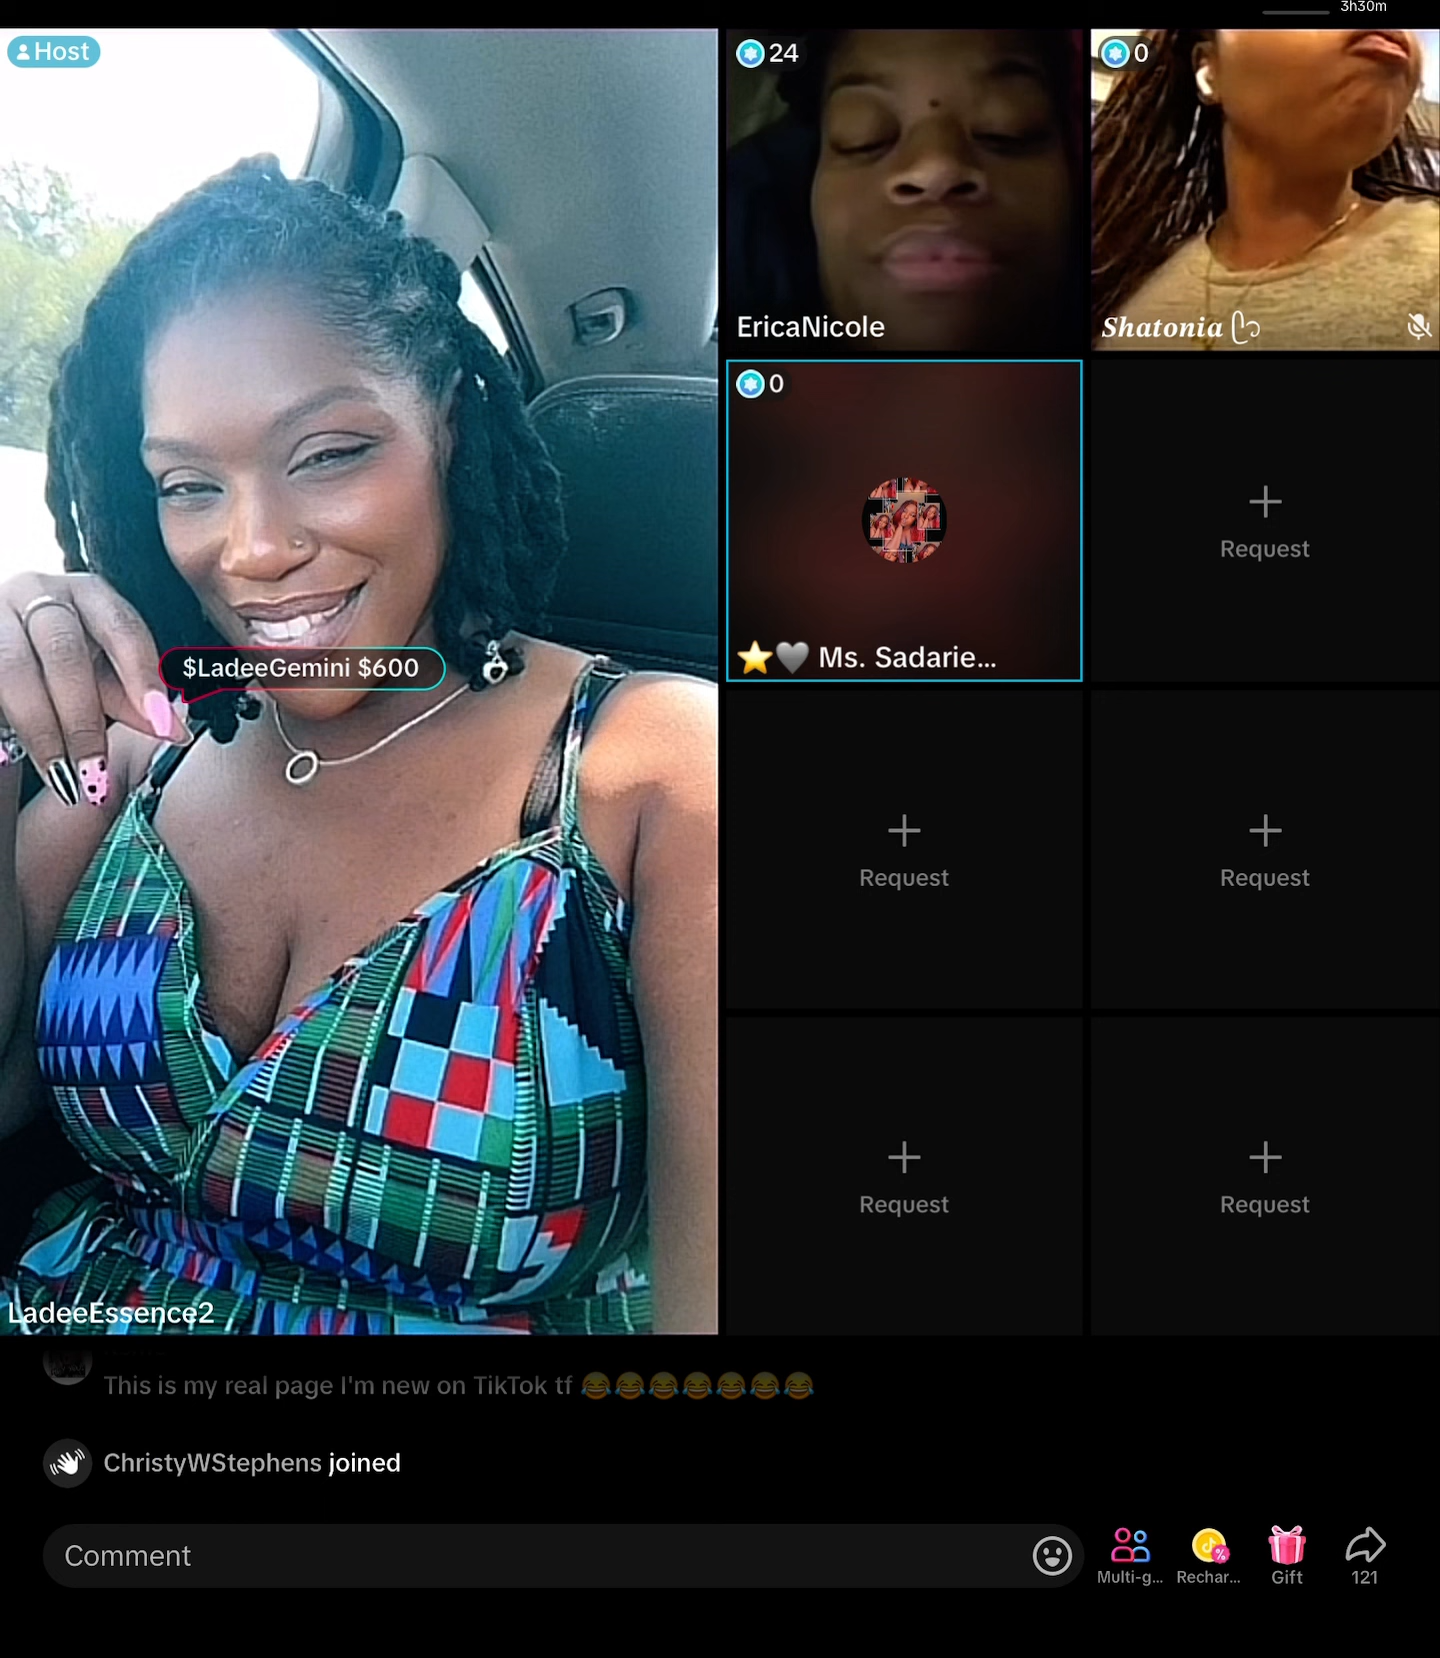 3h30m
Host
24
0
$LadeeGemini $600
EricaNicole
Shatonia
0
⭐🩶 Ms. Sadarie...
Request
Request
Request
Request
Request
LadeeEssence2
This is my real page I'm new on TikTok tf 😂😂😂😂😂😂😂
ChristyWStephens joined
Comment
Multi-g...
Rechar...
Gift
121